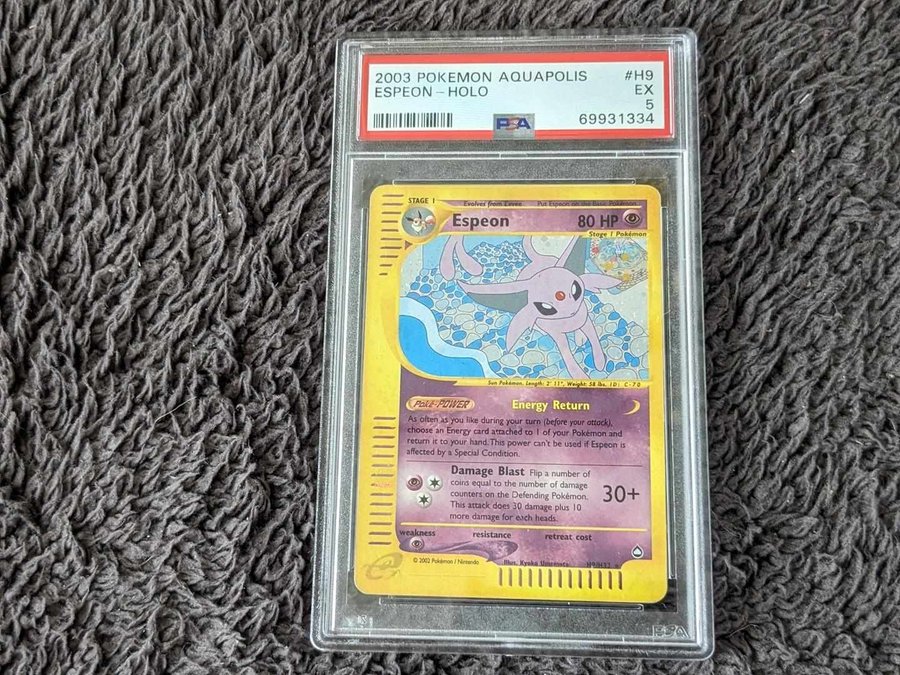 2003 POKEMON AQUAPOLIS #H9
ESPEON - HOLO EX
5
PSA 69931334
STAGE 1 Evolves from Eevee Put Espeon on the Basic Pokémon
Espeon 80 HP
Stage 1 Pokémon
Sun Pokémon. Length: 2' 11", Weight: 58 lbs. ID: C-70
POKé-POWER Energy Return
As often as you like during your turn (before your attack),
choose an Energy card attached to 1 of your Pokémon and
return it to your hand. This power can't be used if Espeon is
affected by a Special Condition.
Damage Blast Flip a number of
coins equal to the number of damage
counters on the Defending Pokémon.
This attack does 30 damage plus 10
more damage for each heads.
30+
weakness resistance retreat cost
© 2002 Pokémon / Nintendo Illus. Kyoko Umemoto H9/H32
e
PSA